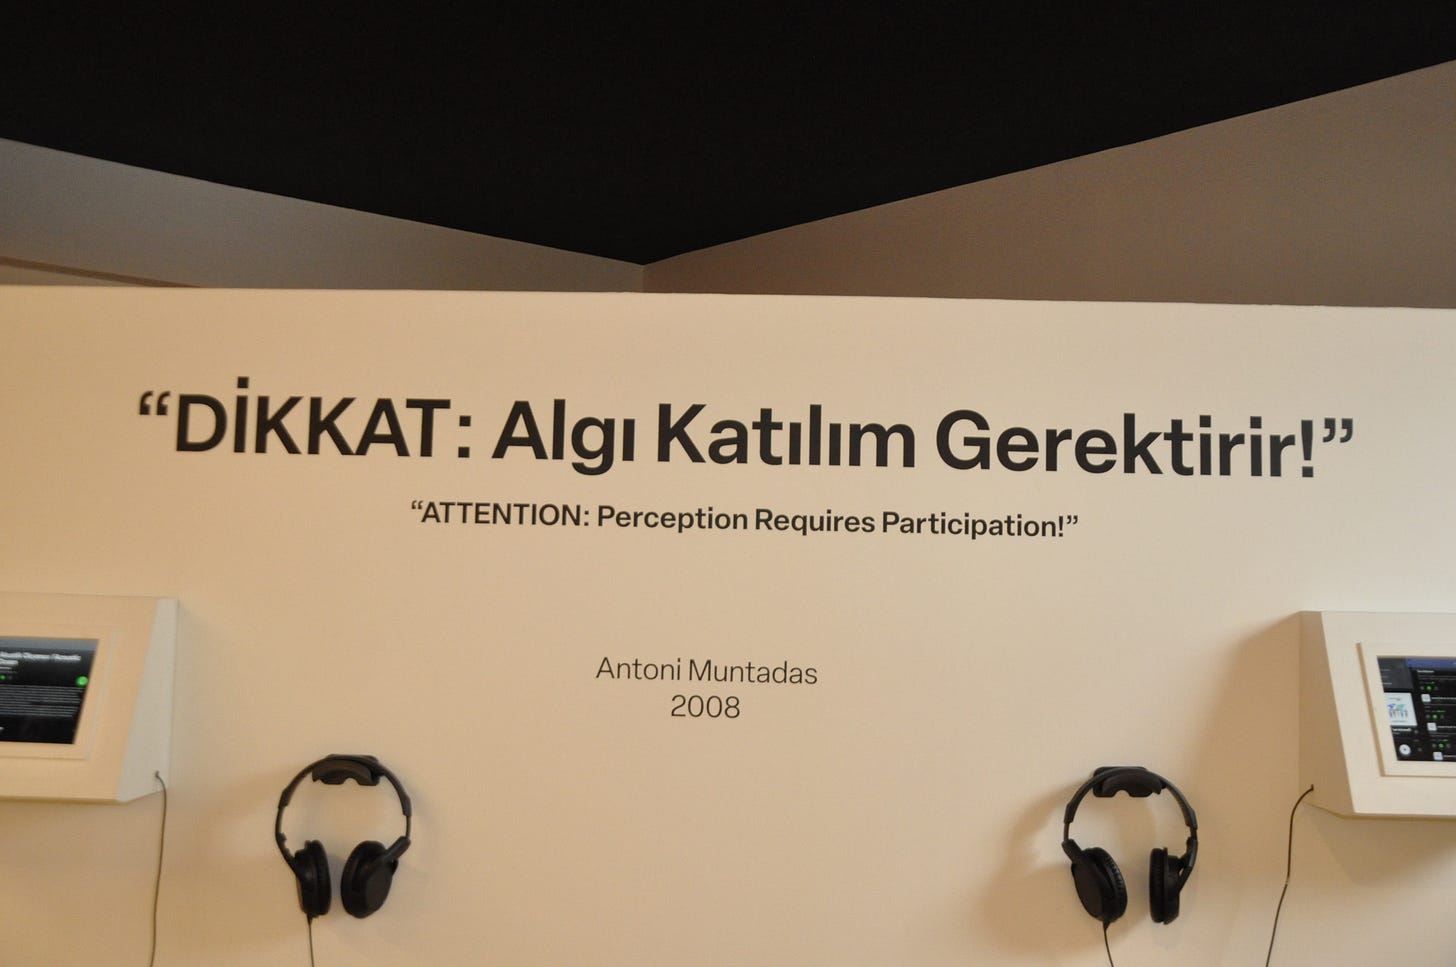 “DİKKAT: Algı Katılım Gerektirir!”
“ATTENTION: Perception Requires Participation!”
Antoni Muntadas
2008